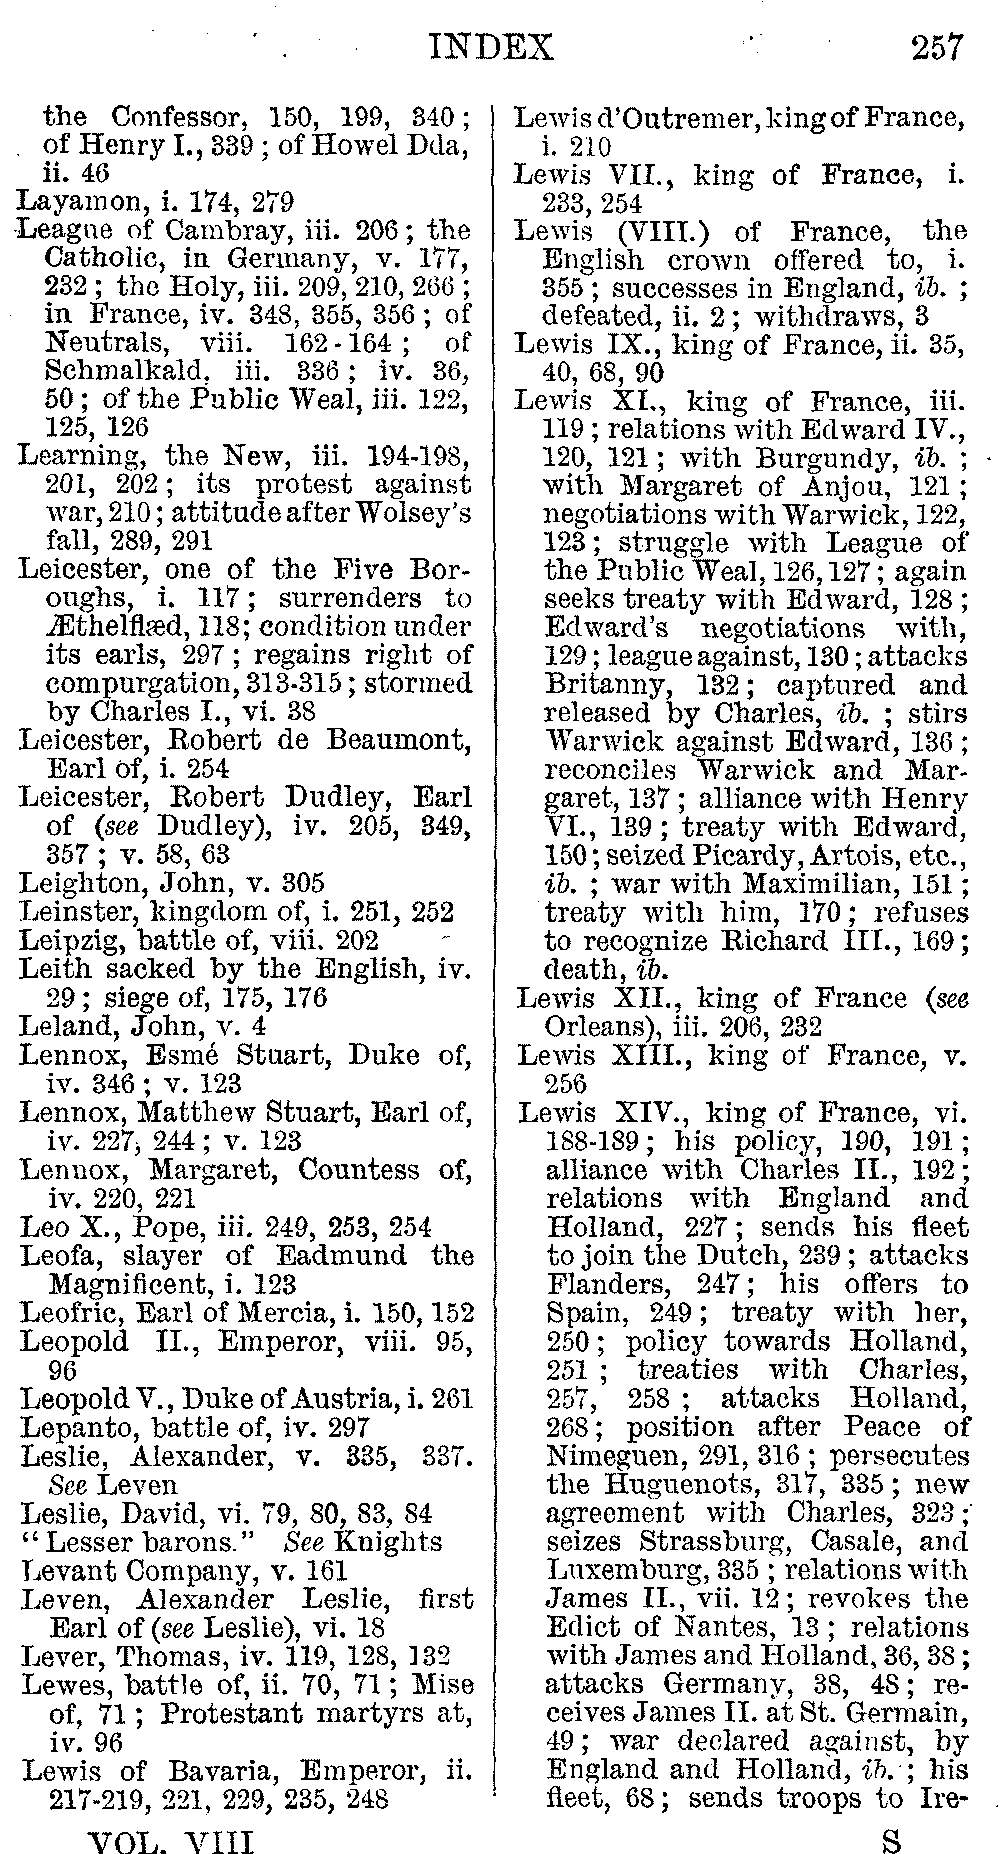 INDEX 257
the Confessor, 150, 199, 340;
of Henry I., 339; of Howel Dda,
ii. 46
Layamon, i. 174, 279
League of Cambray, iii. 206; the
Catholic, in Germany, v. 177,
232; the Holy, iii. 209, 210, 266;
in France, iv. 348, 355, 356; of
Neutrals, viii. 162-164; of
Schmalkald, iii. 336; iv. 36,
50; of the Public Weal, iii. 122,
125, 126
Learning, the New, iii. 194-198,
201, 202; its protest against
war, 210; attitude after Wolsey's
fall, 289, 291
Leicester, one of the Five Bor-
oughs, i. 117; surrenders to
Æthelflæd, 118; condition under
its earls, 297; regains right of
compurgation, 313-315; stormed
by Charles I., vi. 38
Leicester, Robert de Beaumont,
Earl of, i. 254
Leicester, Robert Dudley, Earl
of (see Dudley), iv. 205, 349,
357; v. 58, 63
Leighton, John, v. 305
Leinster, kingdom of, i. 251, 252
Leipzig, battle of, viii. 202
Leith sacked by the English, iv.
29; siege of, 175, 176
Leland, John, v. 4
Lennox, Esmé Stuart, Duke of,
iv. 346; v. 123
Lennox, Matthew Stuart, Earl of,
iv. 227, 244; v. 123
Lennox, Margaret, Countess of,
iv. 220, 221
Leo X., Pope, iii. 249, 253, 254
Leofa, slayer of Eadmund the
Magnificent, i. 123
Leofric, Earl of Mercia, i. 150, 152
Leopold II., Emperor, viii. 95,
96
Leopold V., Duke of Austria, i. 261
Lepanto, battle of, iv. 297
Leslie, Alexander, v. 335, 337.
See Leven
Leslie, David, vi. 79, 80, 83, 84
"Lesser barons." See Knights
Levant Company, v. 161
Leven, Alexander Leslie, first
Earl of (see Leslie), vi. 18
Lever, Thomas, iv. 119, 128, 132
Lewes, battle of, ii. 70, 71; Mise
of, 71; Protestant martyrs at,
iv. 96
Lewis of Bavaria, Emperor, ii.
217-219, 221, 229, 235, 248
Lewis d'Outremer, king of France,
i. 210
Lewis VII., king of France, i.
233, 254
Lewis (VIII.) of France, the
English crown offered to, i.
355; successes in England, ib.;
defeated, ii. 2; withdraws, 3
Lewis IX., king of France, ii. 35,
40, 68, 90
Lewis XI., king of France, iii.
119; relations with Edward IV.,
120, 121; with Burgundy, ib.;
with Margaret of Anjou, 121;
negotiations with Warwick, 122,
123; struggle with League of
the Public Weal, 126, 127; again
seeks treaty with Edward, 128;
Edward's negotiations with,
129; league against, 130; attacks
Britanny, 132; captured and
released by Charles, ib.; stirs
Warwick against Edward, 136;
reconciles Warwick and Mar-
garet, 137; alliance with Henry
VI., 139; treaty with Edward,
150; seized Picardy, Artois, etc.,
ib.; war with Maximilian, 151;
treaty with him, 170; refuses
to recognize Richard III., 169;
death, ib.
Lewis XII., king of France (see
Orleans), iii. 206, 232
Lewis XIII., king of France, v.
256
Lewis XIV., king of France, vi.
188-189; his policy, 190, 191;
alliance with Charles II., 192;
relations with England and
Holland, 227; sends his fleet
to join the Dutch, 239; attacks
Flanders, 247; his offers to
Spain, 249; treaty with her,
250; policy towards Holland,
251; treaties with Charles,
257, 258; attacks Holland,
268; position after Peace of
Nimeguen, 291, 316; persecutes
the Huguenots, 317, 335; new
agreement with Charles, 323;
seizes Strassburg, Casale, and
Luxemburg, 335; relations with
James II., vii. 12; revokes the
Edict of Nantes, 13; relations
with James and Holland, 36, 38;
attacks Germany, 38, 48; re-
ceives James II. at St. Germain,
49; war declared against, by
England and Holland, ib.; his
fleet, 68; sends troops to Ire-
VOL. VIII S